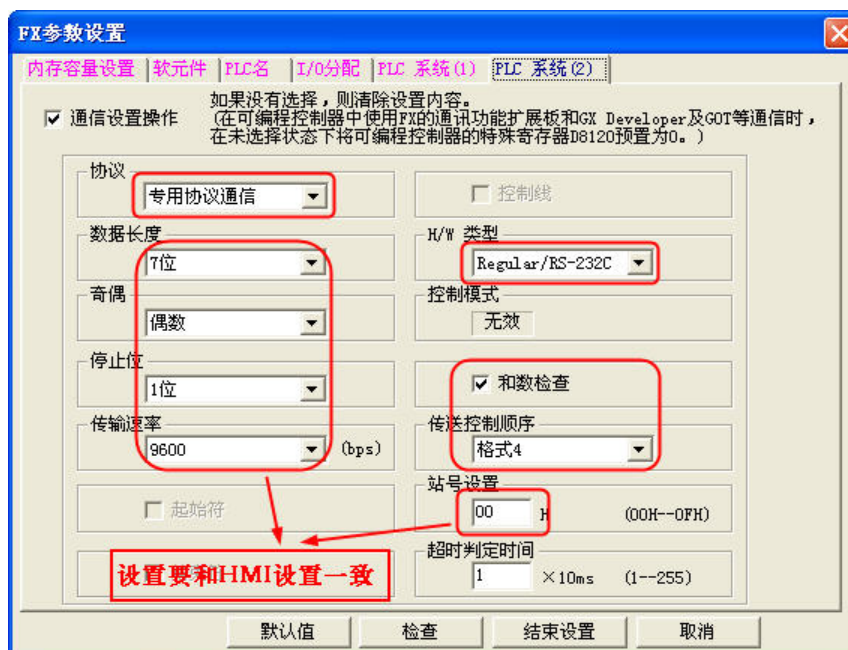 FX参数设置
内存容量设置 软元件 PLC名 I/O分配 PLC 系统(1) PLC 系统(2)
通信设置操作
如果没有选择，则清除设置内容。
(在可编程控制器中使用FX的通讯功能扩展板和GX Developer及GOT等通信时，
在未选择状态下将可编程控制器的特殊寄存器D8120预置为0。)
协议
专用协议通信
控制线
数据长度
7位
H/W 类型
Regular/RS-232C
奇偶
偶数
控制模式
无效
停止位
1位
和数检查
传输速率
9600 (bps)
传送控制顺序
格式4
起始符
站号设置
00 H (00H--0FH)
设置要和HMI设置一致
超时判定时间
1 ×10ms (1--255)
默认值 检查 结束设置 取消